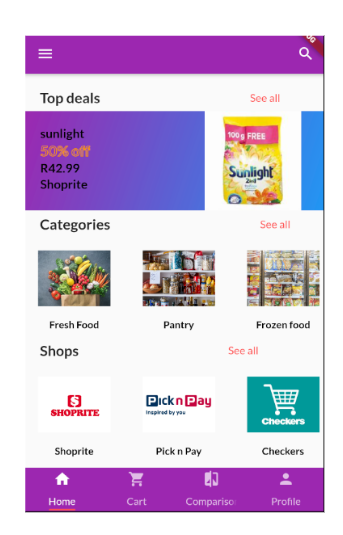 Top deals
See all
sunlight
50% off
R42.99
Shoprite
100g FREE
Sunlight
2in1
Categories
See all
Fresh Food
Pantry
Frozen food
Shops
See all
SHOPRITE
Pick n Pay
Inspired by you
Checkers
Shoprite
Pick n Pay
Checkers
Home
Cart
Compariso
Profile